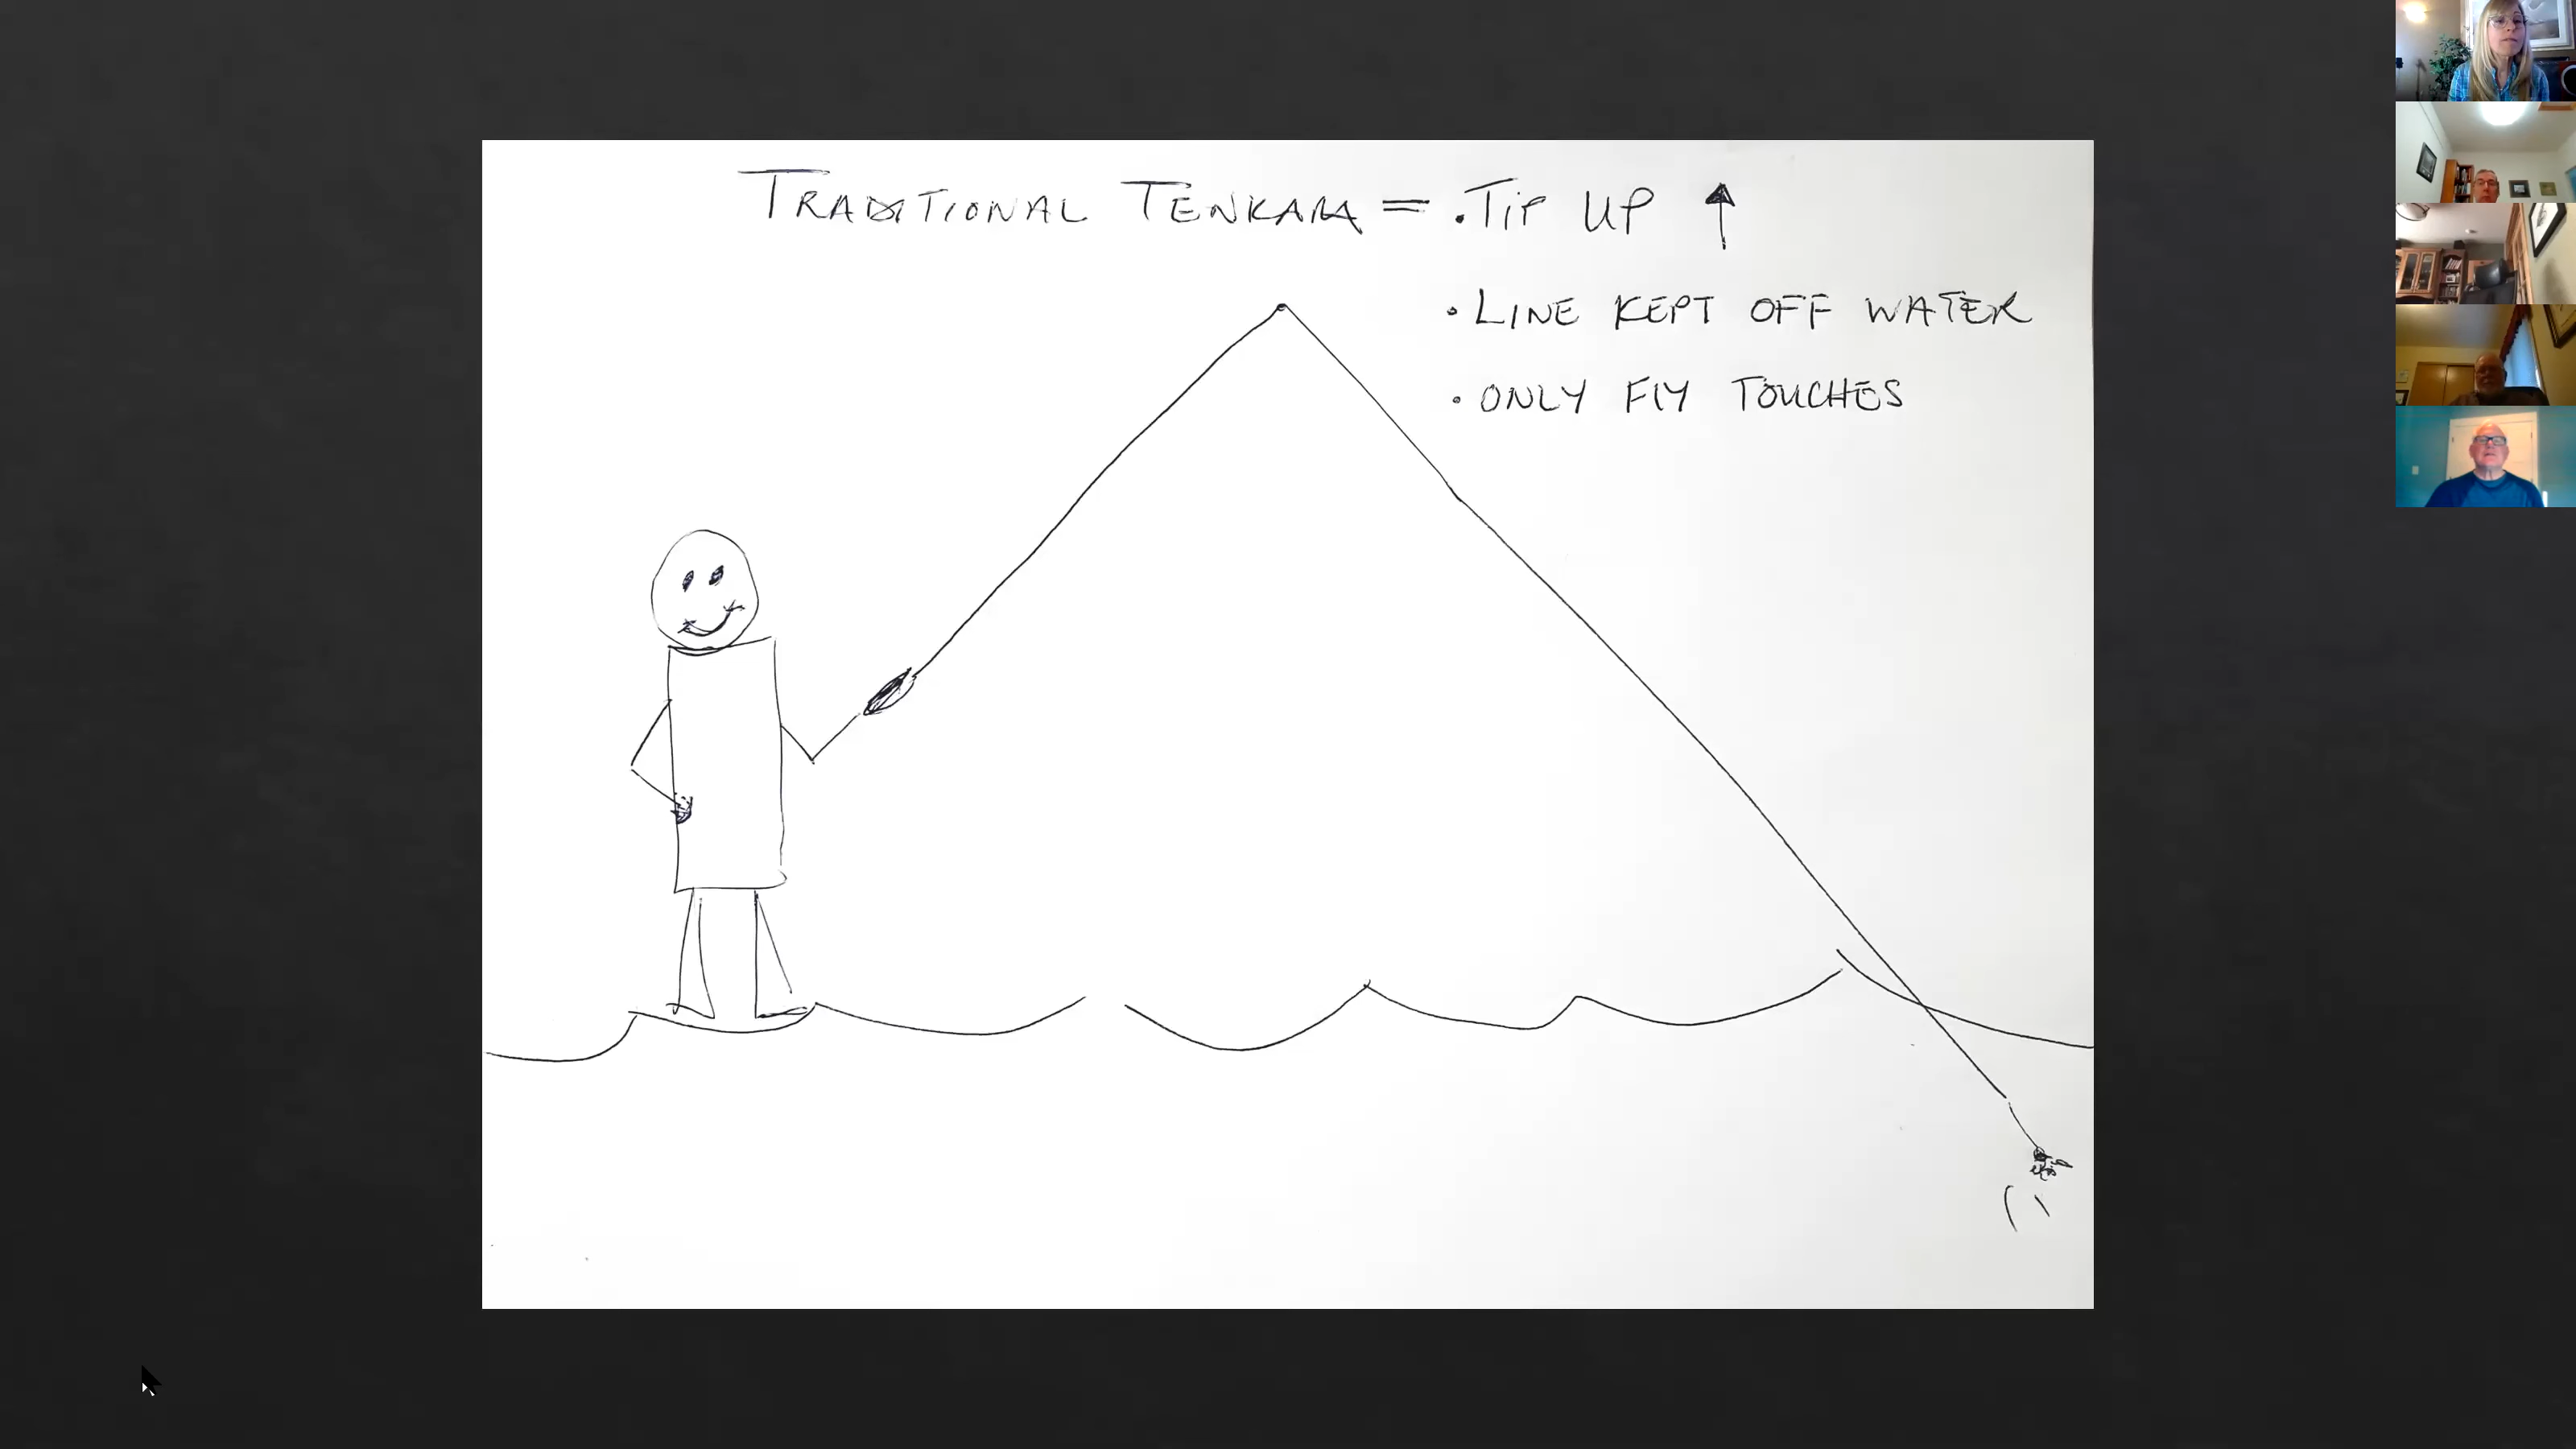 TRADITIONAL TENKARA = • TIP UP ↑
• LINE KEPT OFF WATER
• ONLY FLY TOUCHES